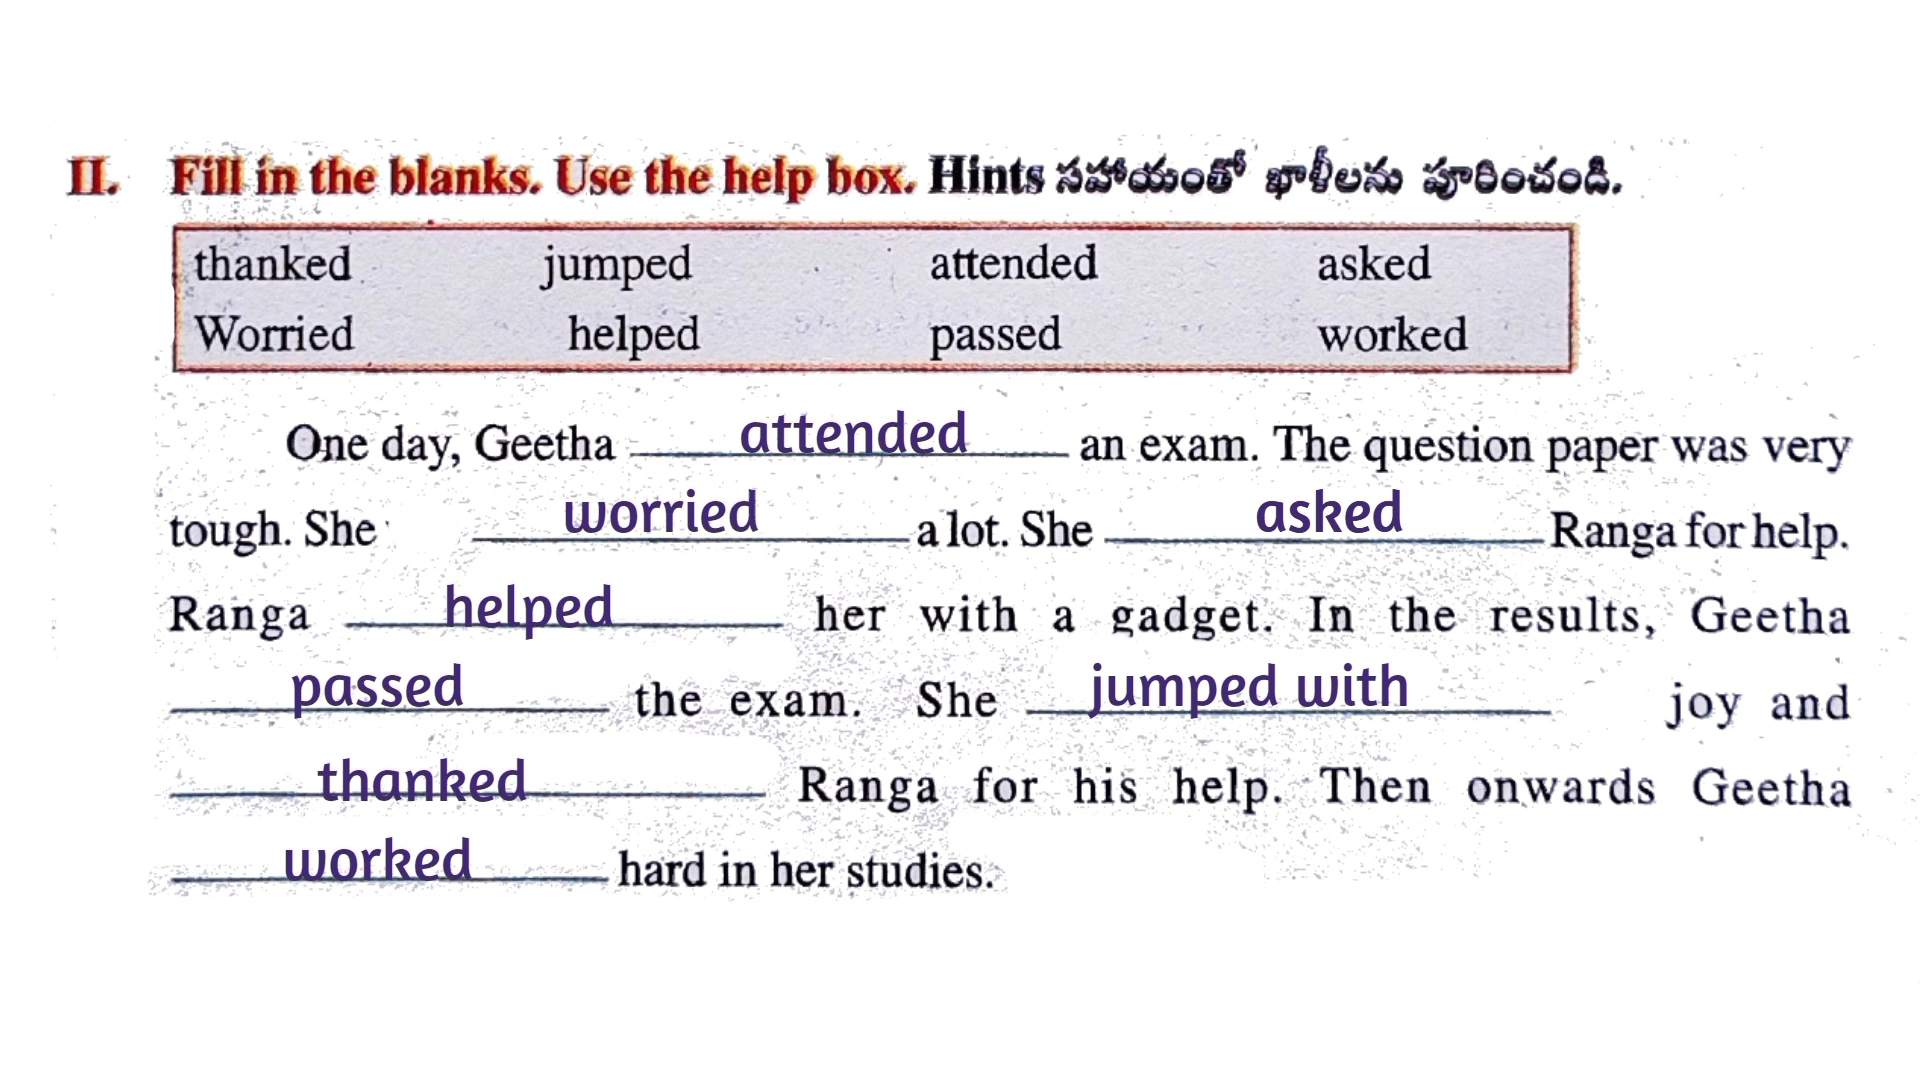 II. Fill in the blanks. Use the help box. Hints సహాయంతో ఖాళీలను పూరించండి.
thanked jumped attended asked
Worried helped passed worked
One day, Geetha attended an exam. The question paper was very
tough. She worried a lot. She asked Ranga for help.
Ranga helped her with a gadget. In the results, Geetha
passed the exam. She jumped with joy and
thanked Ranga for his help. Then onwards Geetha
worked hard in her studies.